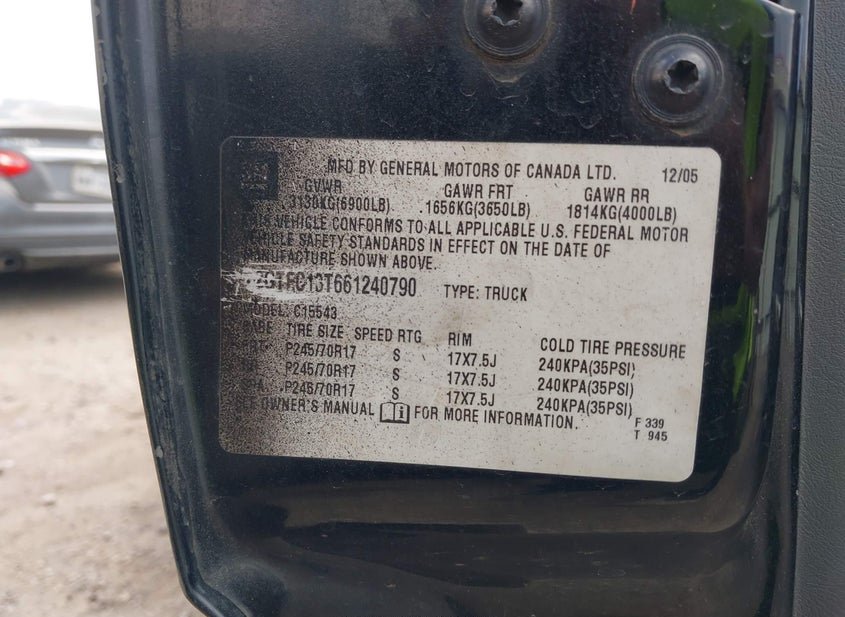 MFD BY GENERAL MOTORS OF CANADA LTD. 12/05
GVWR GAWR FRT GAWR RR
3130KG(6900LB) 1656KG(3650LB) 1814KG(4000LB)
THIS VEHICLE CONFORMS TO ALL APPLICABLE U.S. FEDERAL MOTOR
VEHICLE SAFETY STANDARDS IN EFFECT ON THE DATE OF
MANUFACTURE SHOWN ABOVE.
TYPE: TRUCK
MODEL: C15543
TIRE SIZE SPEED RTG RIM COLD TIRE PRESSURE
FRT P245/70R17 S 17X7.5J 240KPA(35PSI)
P245/70R17 S 17X7.5J 240KPA(35PSI)
SPA P245/70R17 S 17X7.5J 240KPA(35PSI)
SEE OWNER'S MANUAL FOR MORE INFORMATION.
F 339
T 945